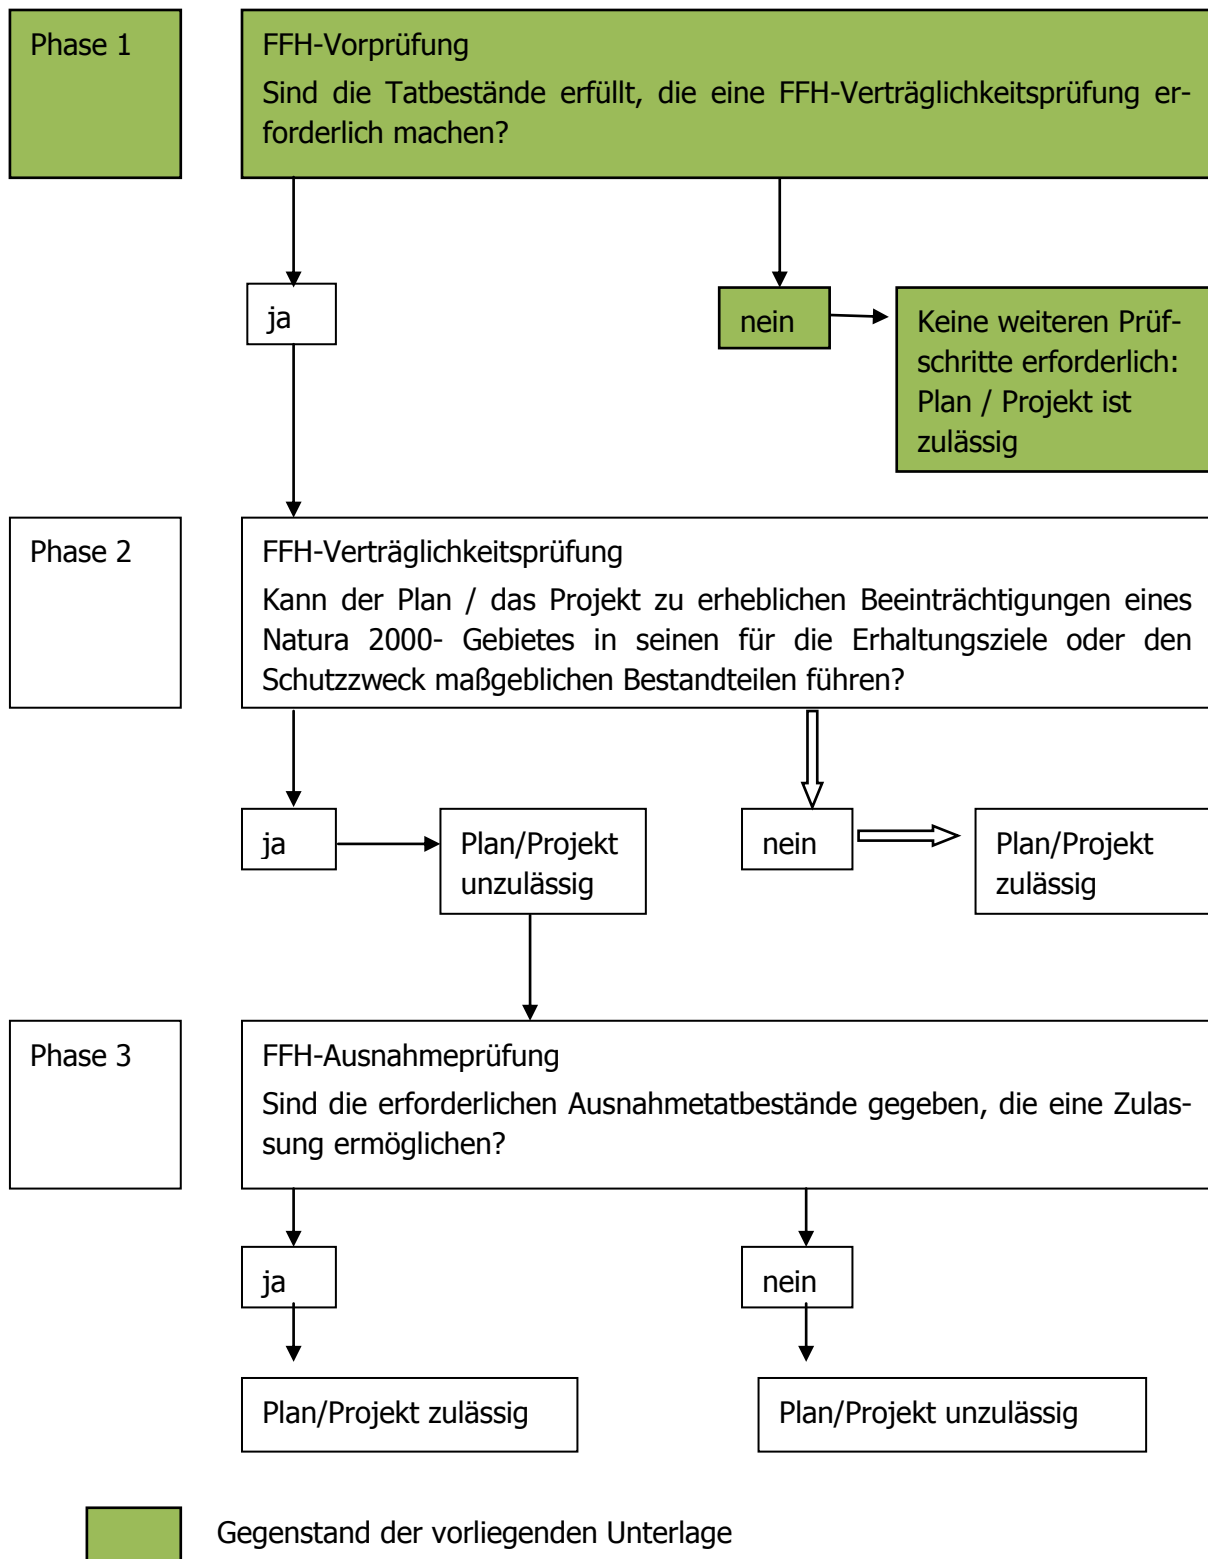 Phase 1
FFH-Vorprüfung
Sind die Tatbestände erfüllt, die eine FFH-Verträglichkeitsprüfung er-
forderlich machen?
ja
nein
Keine weiteren Prüf-
schritte erforderlich:
Plan / Projekt ist
zulässig
Phase 2
FFH-Verträglichkeitsprüfung
Kann der Plan / das Projekt zu erheblichen Beeinträchtigungen eines
Natura 2000- Gebietes in seinen für die Erhaltungsziele oder den
Schutzzweck maßgeblichen Bestandteilen führen?
ja
Plan/Projekt
unzulässig
nein
Plan/Projekt
zulässig
Phase 3
FFH-Ausnahmeprüfung
Sind die erforderlichen Ausnahmetatbestände gegeben, die eine Zulas-
sung ermöglichen?
ja
nein
Plan/Projekt zulässig
Plan/Projekt unzulässig
Gegenstand der vorliegenden Unterlage